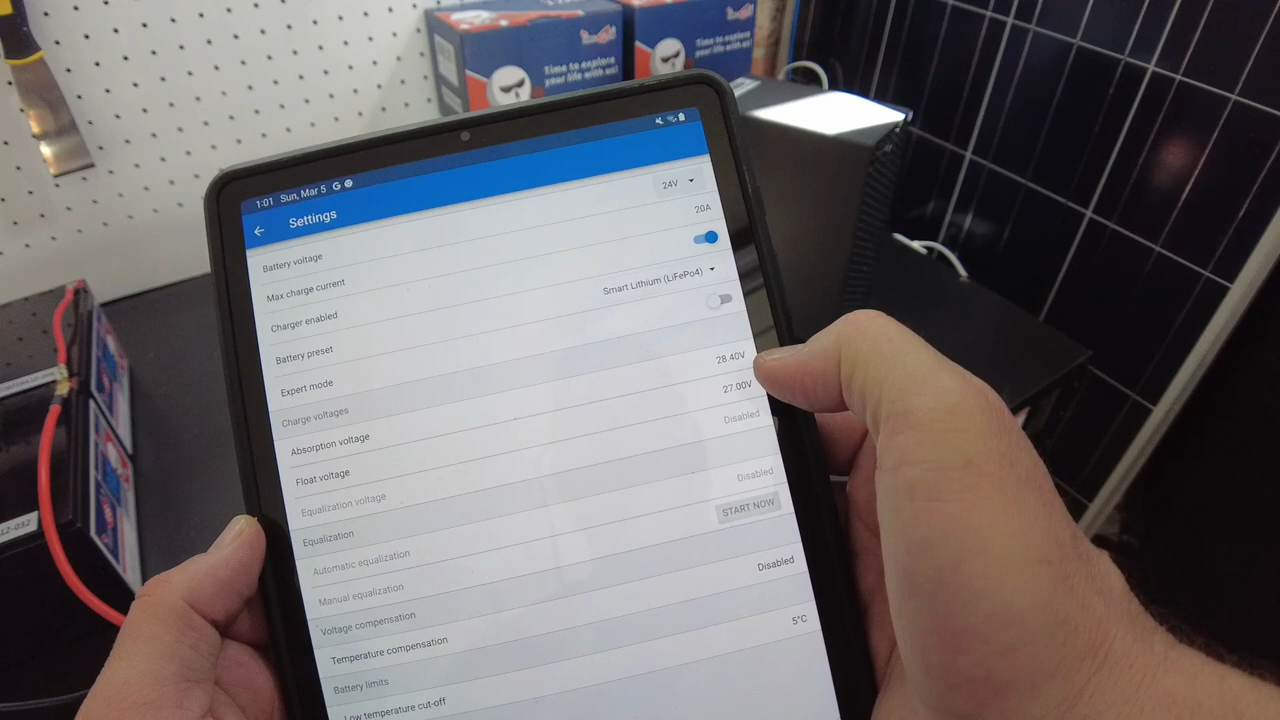 Time to explore
your life with us!
Time to explore
your life with us!
1:01 Sun, Mar 5 G
Settings
Battery voltage 24V
Max charge current 20A
Charger enabled
Battery preset Smart Lithium (LiFePo4)
Expert mode
Charge voltages
Absorption voltage 28.40V
Float voltage 27.00V
Equalization voltage Disabled
Equalization
Automatic equalization Disabled
Manual equalization START NOW
Voltage compensation
Temperature compensation Disabled
Battery limits
Low temperature cut-off 5°C
12-032